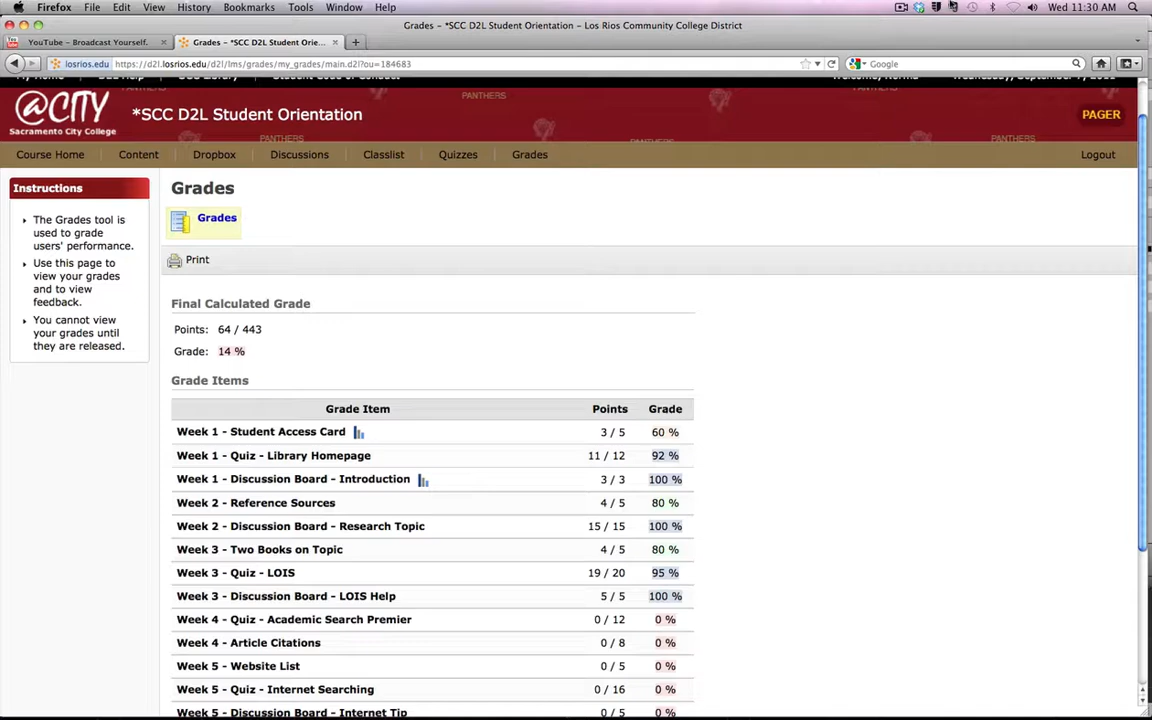 Firefox File Edit View History Bookmarks Tools Window Help Wed 11:30 AM
Grades – *SCC D2L Student Orientation – Los Rios Community College District
YouTube – Broadcast Yourself. × Grades – *SCC D2L Student Orie... × +
losrios.edu https://d2l.losrios.edu/d2l/lms/grades/my_grades/main.d2l?ou=184683 Google
PANTHERS
@CITY
Sacramento City College
*SCC D2L Student Orientation
PAGER
PANTHERS PANTHERS PANTHERS
Course Home Content Dropbox Discussions Classlist Quizzes Grades Logout
Instructions
The Grades tool is
used to grade
users' performance.
Use this page to
view your grades
and to view
feedback.
You cannot view
your grades until
they are released.
Grades
Grades
Print
Final Calculated Grade
Points: 64 / 443
Grade: 14 %
Grade Items
Grade Item Points Grade
Week 1 - Student Access Card 3 / 5 60 %
Week 1 - Quiz - Library Homepage 11 / 12 92 %
Week 1 - Discussion Board - Introduction 3 / 3 100 %
Week 2 - Reference Sources 4 / 5 80 %
Week 2 - Discussion Board - Research Topic 15 / 15 100 %
Week 3 - Two Books on Topic 4 / 5 80 %
Week 3 - Quiz - LOIS 19 / 20 95 %
Week 3 - Discussion Board - LOIS Help 5 / 5 100 %
Week 4 - Quiz - Academic Search Premier 0 / 12 0 %
Week 4 - Article Citations 0 / 8 0 %
Week 5 - Website List 0 / 5 0 %
Week 5 - Quiz - Internet Searching 0 / 16 0 %
Week 5 - Discussion Board - Internet Tip 0 / 5 0 %